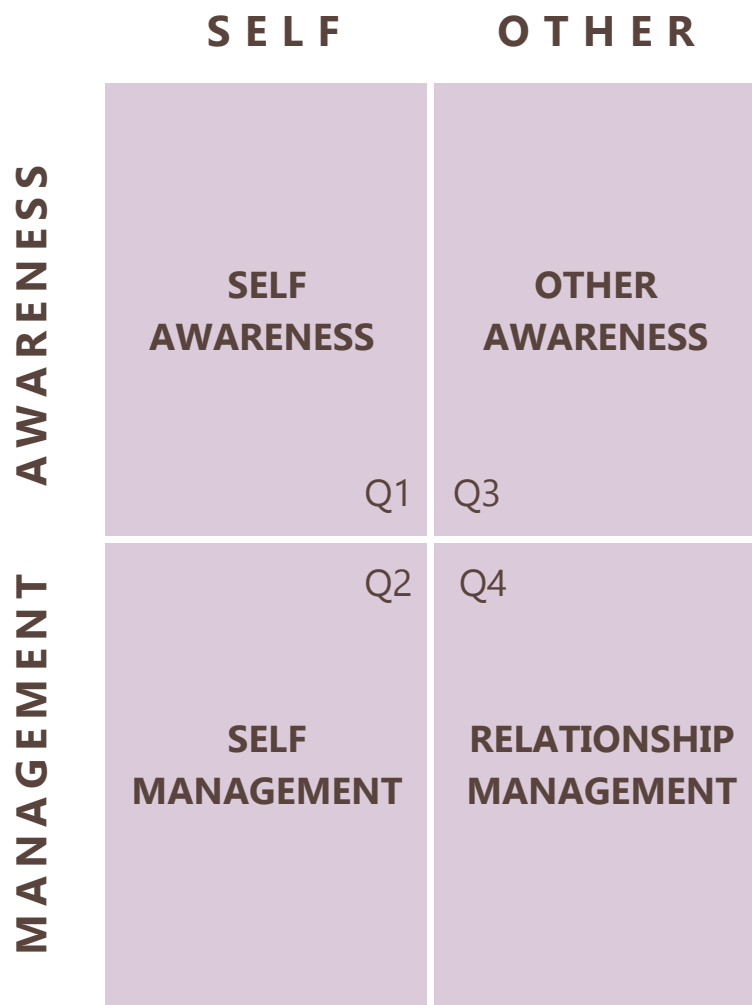 SELF OTHER
AWARENESS
SELF
AWARENESS
Q1
OTHER
AWARENESS
Q3
MANAGEMENT
Q2
SELF
MANAGEMENT
Q4
RELATIONSHIP
MANAGEMENT